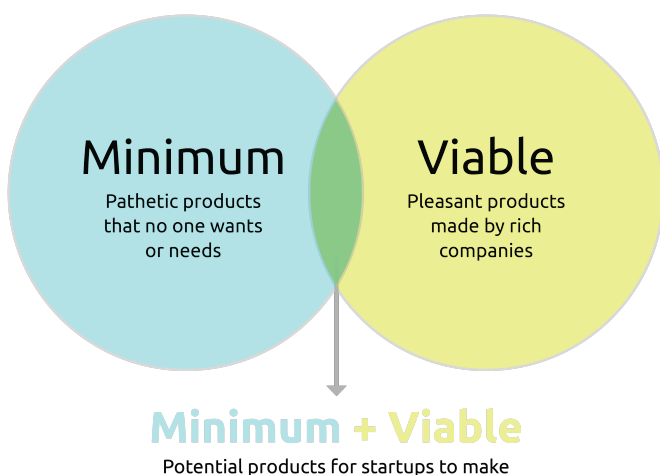 Minimum
Pathetic products
that no one wants
or needs
Viable
Pleasant products
made by rich
companies
Minimum + Viable
Potential products for startups to make